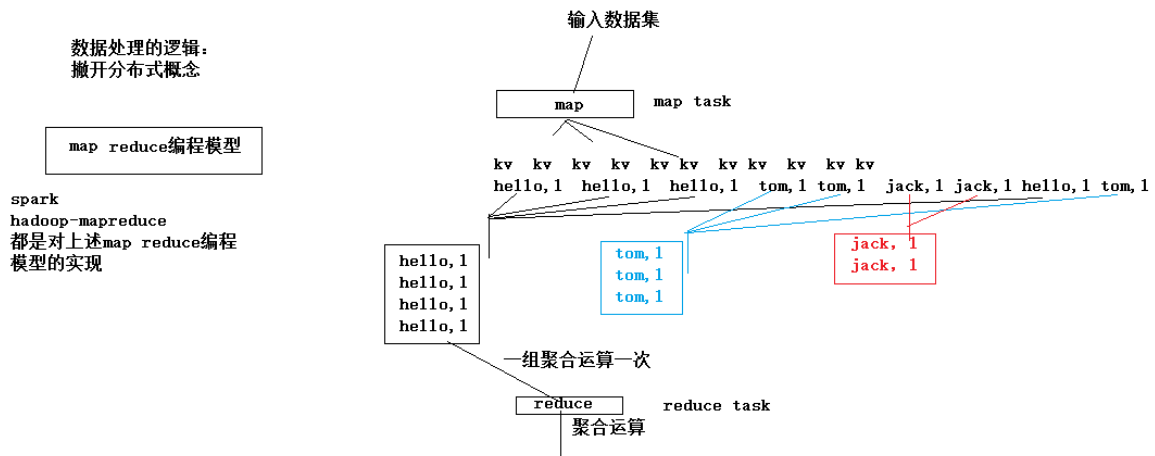 输入数据集
数据处理的逻辑：
撇开分布式概念
map
map task
map reduce编程模型
kv kv kv kv kv kv kv kv kv kv kv
hello,1 hello,1 hello,1 tom,1 tom,1 jack,1 jack,1 hello,1 tom,1
spark
hadoop-mapreduce
都是对上述map reduce编程
模型的实现
hello,1
hello,1
hello,1
hello,1
tom,1
tom,1
tom,1
jack，1
jack，1
一组聚合运算一次
reduce
reduce task
聚合运算